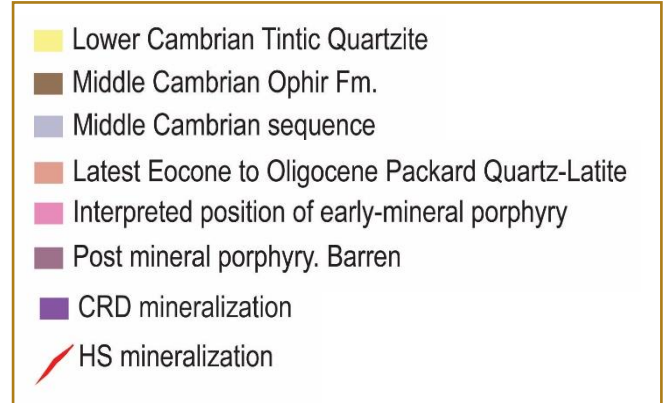 Lower Cambrian Tintic Quartzite
Middle Cambrian Ophir Fm.
Middle Cambrian sequence
Latest Eocone to Oligocene Packard Quartz-Latite
Interpreted position of early-mineral porphyry
Post mineral porphyry. Barren
CRD mineralization
HS mineralization